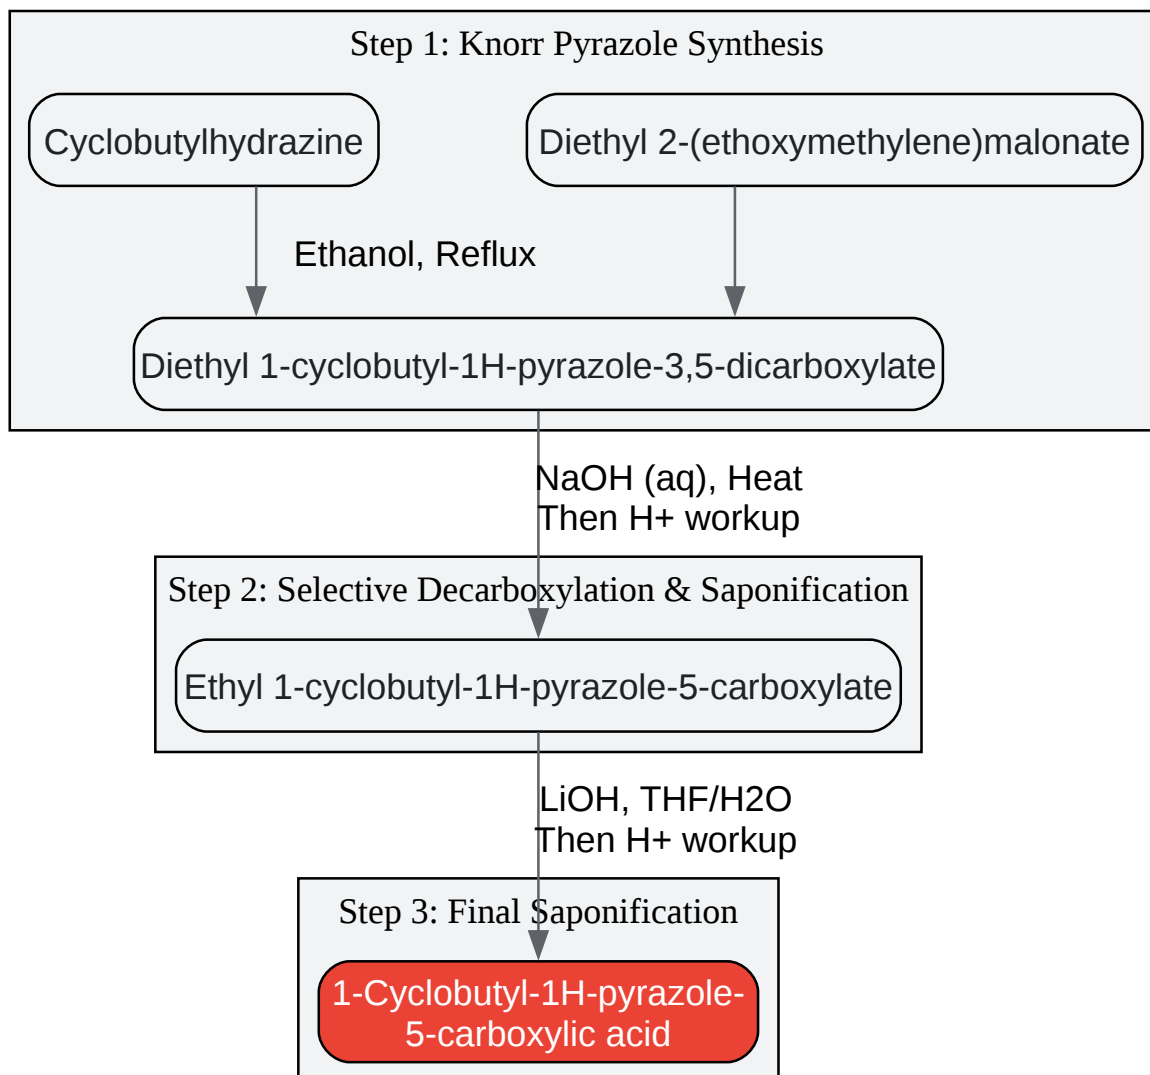 Step 1: Knorr Pyrazole Synthesis
Cyclobutylhydrazine
Diethyl 2-(ethoxymethylene)malonate
Ethanol, Reflux
Diethyl 1-cyclobutyl-1H-pyrazole-3,5-dicarboxylate
NaOH (aq), Heat
Then H+ workup
Step 2: Selective Decarboxylation & Saponification
Ethyl 1-cyclobutyl-1H-pyrazole-5-carboxylate
LiOH, THF/H2O
Then H+ workup
Step 3: Final Saponification
1-Cyclobutyl-1H-pyrazole-
5-carboxylic acid